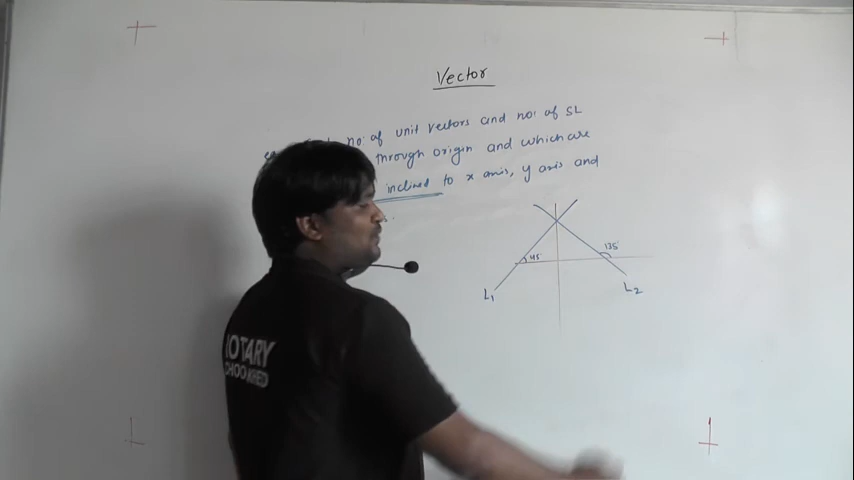 Vector
no: of unit vectors and no: of SL
through origin and which are
inclined to x axis, y axis and
45
135
L1
L2
ROTARY